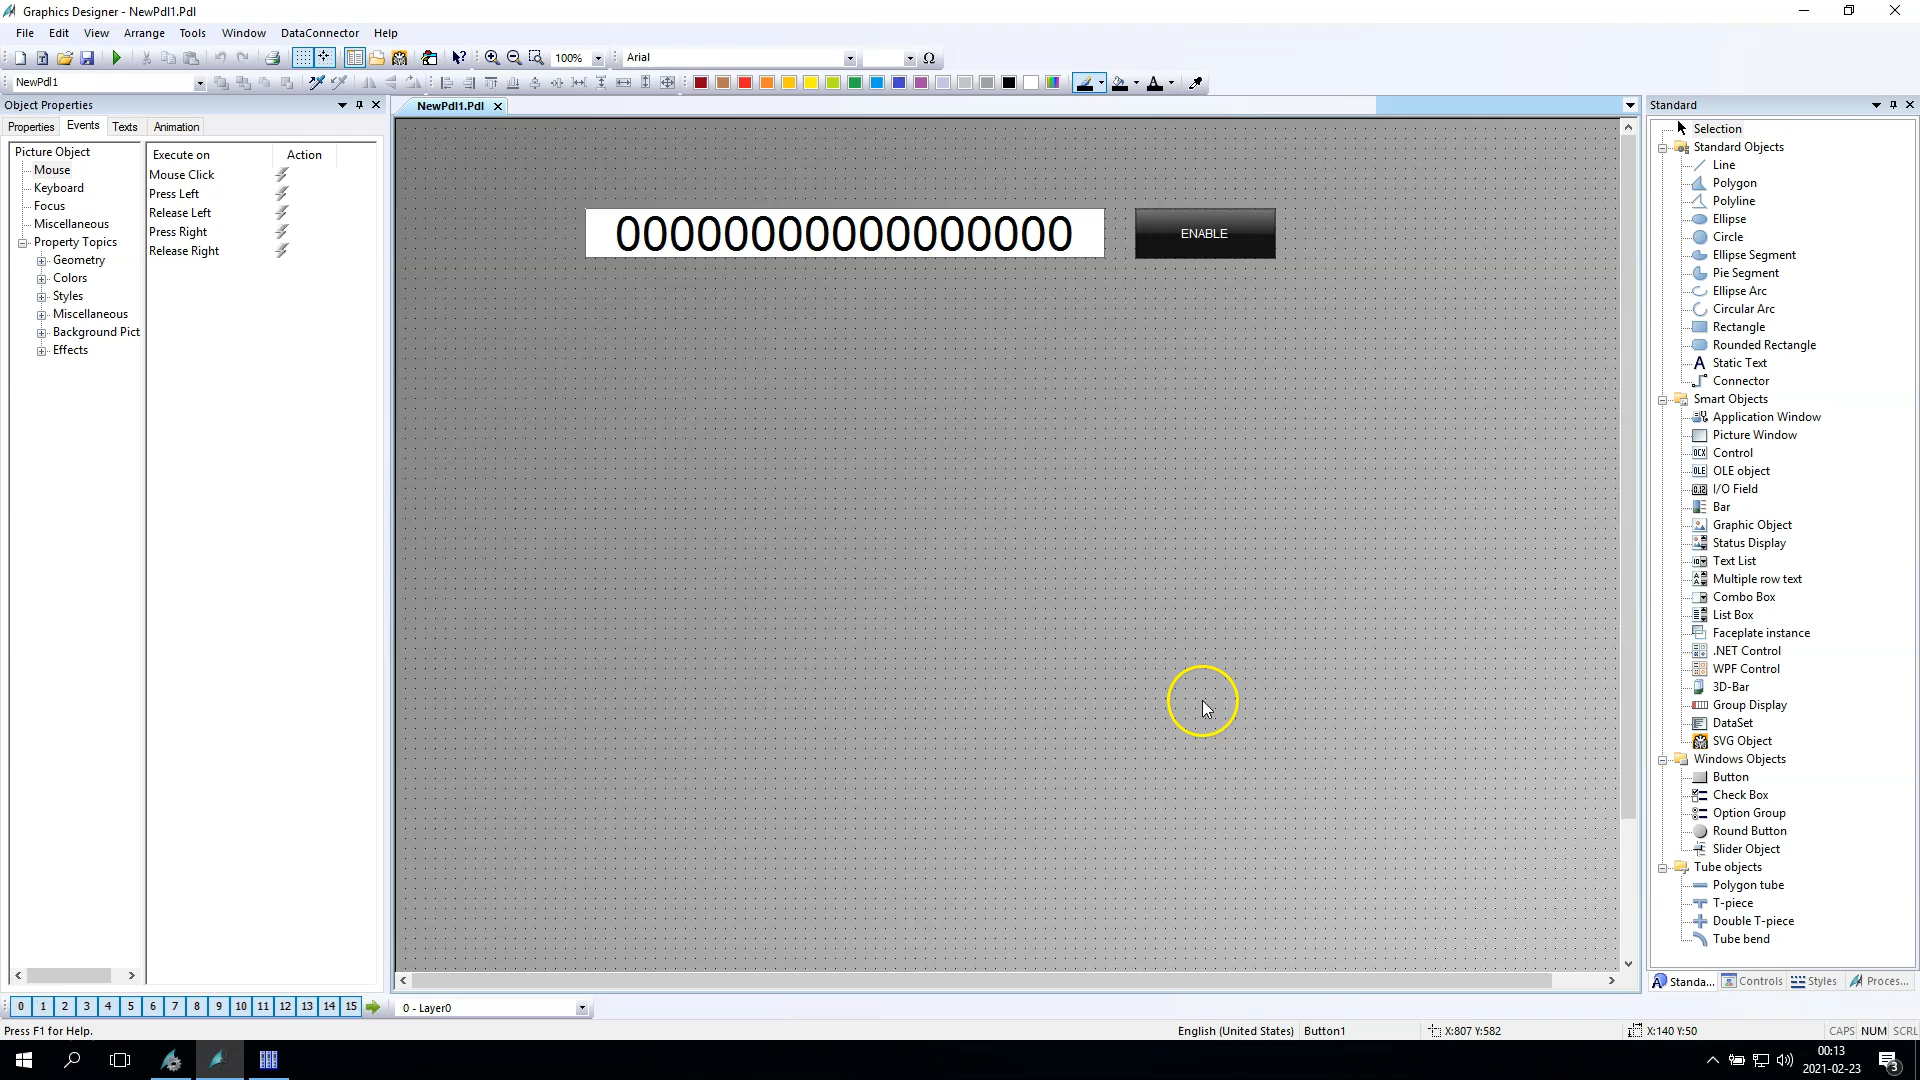 Graphics Designer - NewPdl1.Pdl
File Edit View Arrange Tools Window DataConnector Help
100% Arial Ω
NewPdl1
Object Properties
Properties Events Texts Animation
Picture Object
Mouse
Keyboard
Focus
Miscellaneous
Property Topics
Geometry
Colors
Styles
Miscellaneous
Background Pict
Effects
Execute on Action
Mouse Click
Press Left
Release Left
Press Right
Release Right
NewPdl1.Pdl
00000000000000000
ENABLE
Standard
Selection
Standard Objects
Line
Polygon
Polyline
Ellipse
Circle
Ellipse Segment
Pie Segment
Ellipse Arc
Circular Arc
Rectangle
Rounded Rectangle
Static Text
Connector
Smart Objects
Application Window
Picture Window
OCX Control
OLE OLE object
0.12 I/O Field
Bar
Graphic Object
Status Display
Text List
Multiple row text
Combo Box
List Box
Faceplate instance
.NET Control
WPF Control
3D-Bar
Group Display
DataSet
SVG Object
Windows Objects
Button
Check Box
Option Group
Round Button
Slider Object
Tube objects
Polygon tube
T-piece
Double T-piece
Tube bend
Standa... Controls Styles Proces...
0 1 2 3 4 5 6 7 8 9 10 11 12 13 14 15 0 - Layer0
Press F1 for Help. English (United States) Button1 X:807 Y:582 X:140 Y:50 CAPS NUM SCRL
00:13
2021-02-23
3